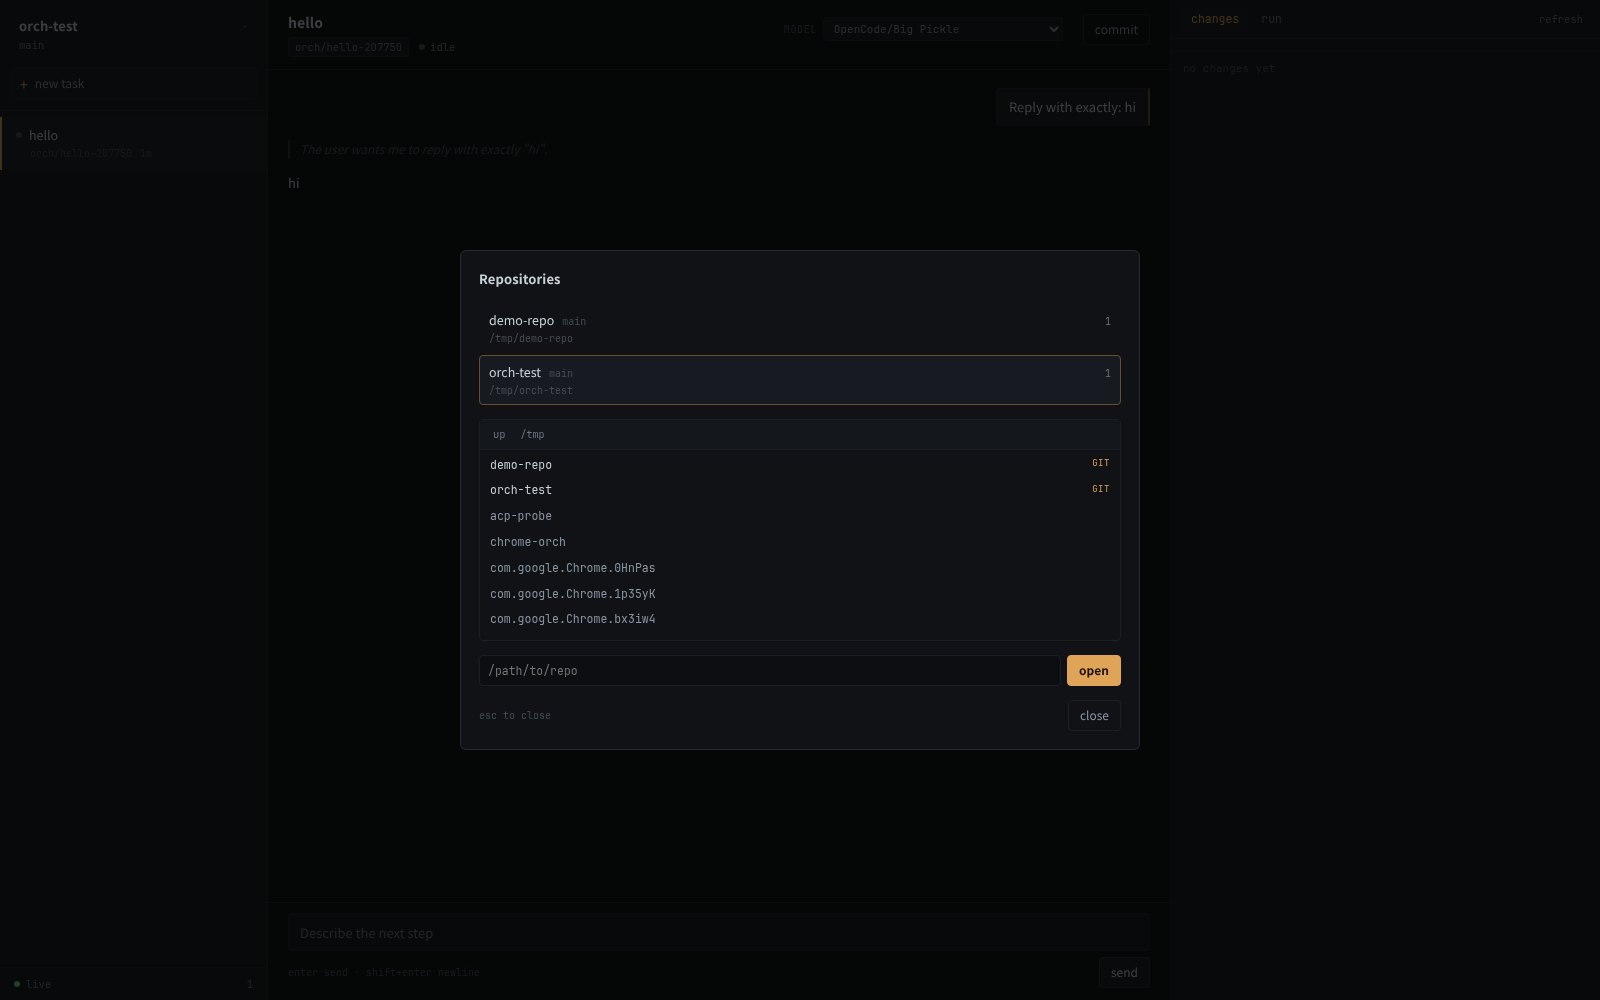 orch-test
main
+ new task
hello
orch/hello-207750 1m
live 1
hello
orch/hello-207750 idle
MODEL OpenCode/Big Pickle
commit
Reply with exactly: hi
The user wants me to reply with exactly "hi".
hi
Repositories
demo-repo main 1
/tmp/demo-repo
orch-test main 1
/tmp/orch-test
up /tmp
demo-repo GIT
orch-test GIT
acp-probe
chrome-orch
com.google.Chrome.0HnPas
com.google.Chrome.1p35yK
com.google.Chrome.bx3iw4
/path/to/repo open
esc to close close
Describe the next step
enter send · shift+enter newline
send
changes run refresh
no changes yet